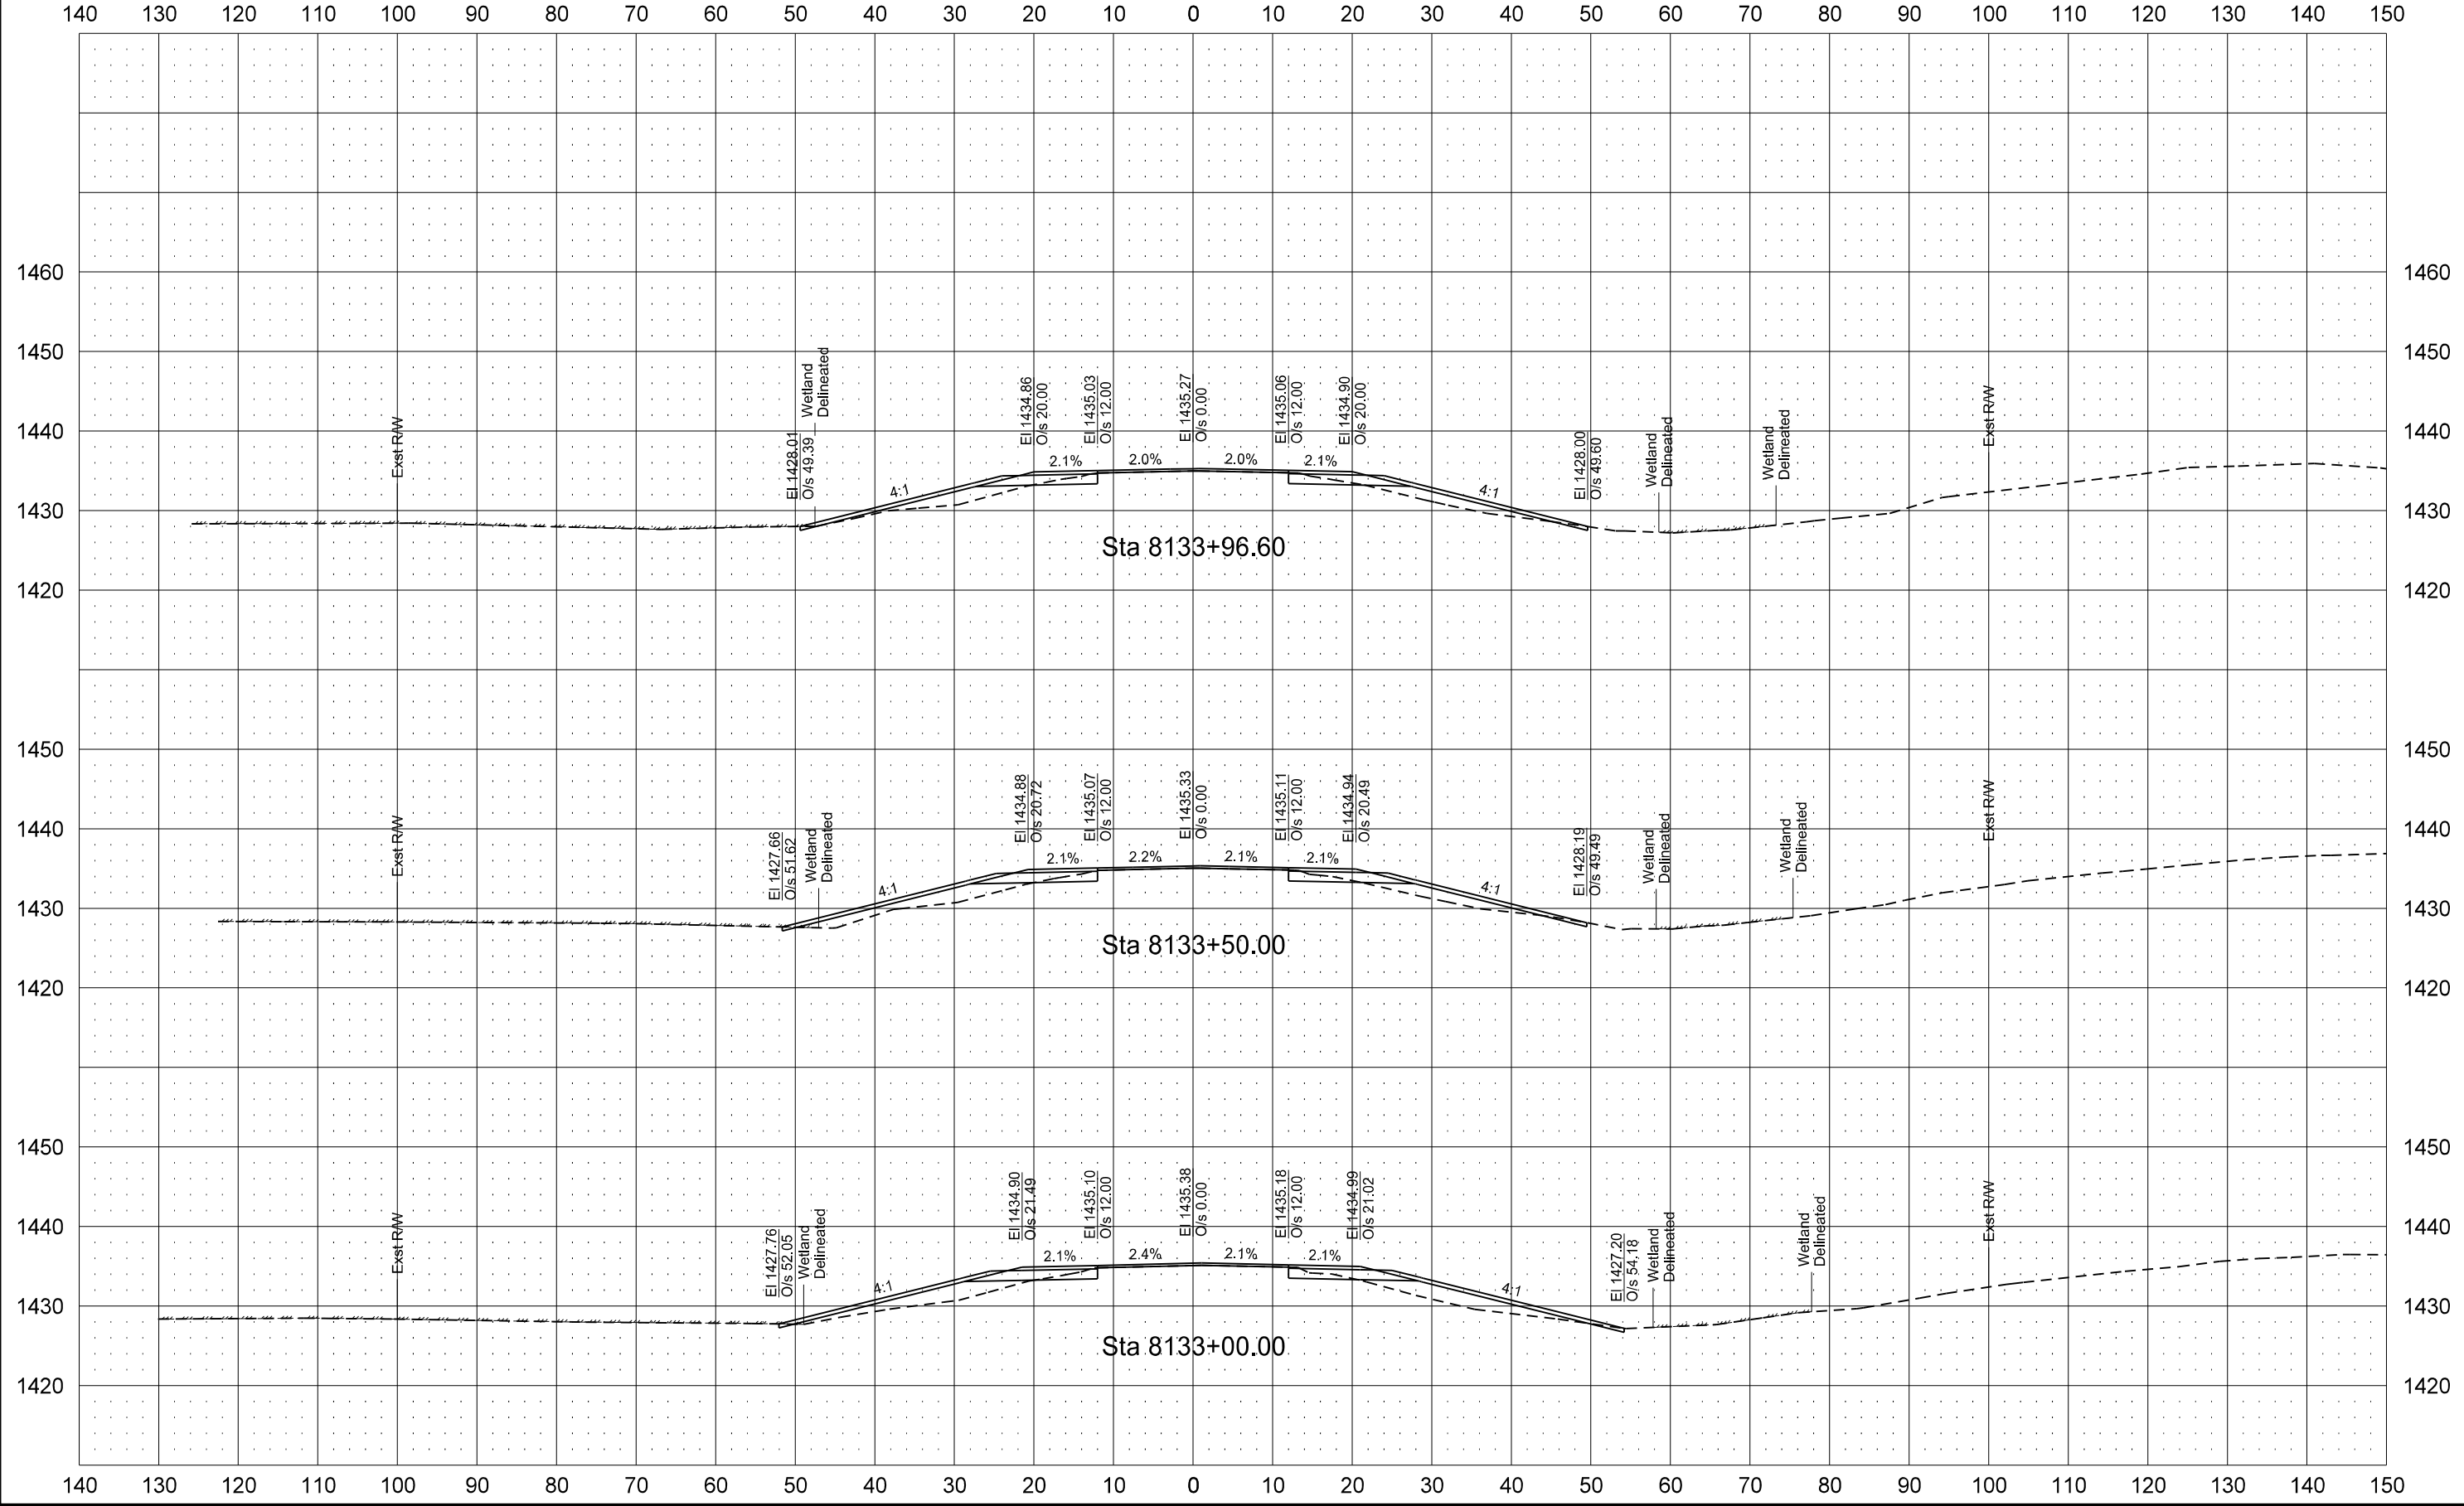 140 130 120 110 100 90 80 70 60 50 40 30 20 10 0 10 20 30 40 50 60 70 80 90 100 110 120 130 140 150
1460 1460
1450 1450
1440 1440
1430 1430
1420 1420
Exst R/W
El 1428.01
O/s 49.39
Wetland
Delineated
4:1
El 1434.86
O/s 20.00
2.1%
El 1435.03
O/s 12.00
2.0%
El 1435.27
O/s 0.00
2.0%
El 1435.06
O/s 12.00
2.1%
El 1434.90
O/s 20.00
4:1
El 1428.00
O/s 49.60
Wetland
Delineated
Wetland
Delineated
Exst R/W
Sta 8133+96.60
1450 1450
1440 1440
1430 1430
1420 1420
Exst R/W
El 1427.66
O/s 51.62
Wetland
Delineated
4:1
El 1434.88
O/s 20.72
2.1%
El 1435.07
O/s 12.00
2.2%
El 1435.33
O/s 0.00
2.1%
El 1435.11
O/s 12.00
2.1%
El 1434.94
O/s 20.49
4:1
El 1428.19
O/s 49.49
Wetland
Delineated
Wetland
Delineated
Exst R/W
Sta 8133+50.00
1450 1450
1440 1440
1430 1430
1420 1420
Exst R/W
El 1427.76
O/s 52.05
Wetland
Delineated
4:1
El 1434.90
O/s 21.49
2.1%
El 1435.10
O/s 12.00
2.4%
El 1435.38
O/s 0.00
2.1%
El 1435.18
O/s 12.00
2.1%
El 1434.99
O/s 21.02
4:1
El 1427.20
O/s 54.18
Wetland
Delineated
Wetland
Delineated
Exst R/W
Sta 8133+00.00
140 130 120 110 100 90 80 70 60 50 40 30 20 10 0 10 20 30 40 50 60 70 80 90 100 110 120 130 140 150